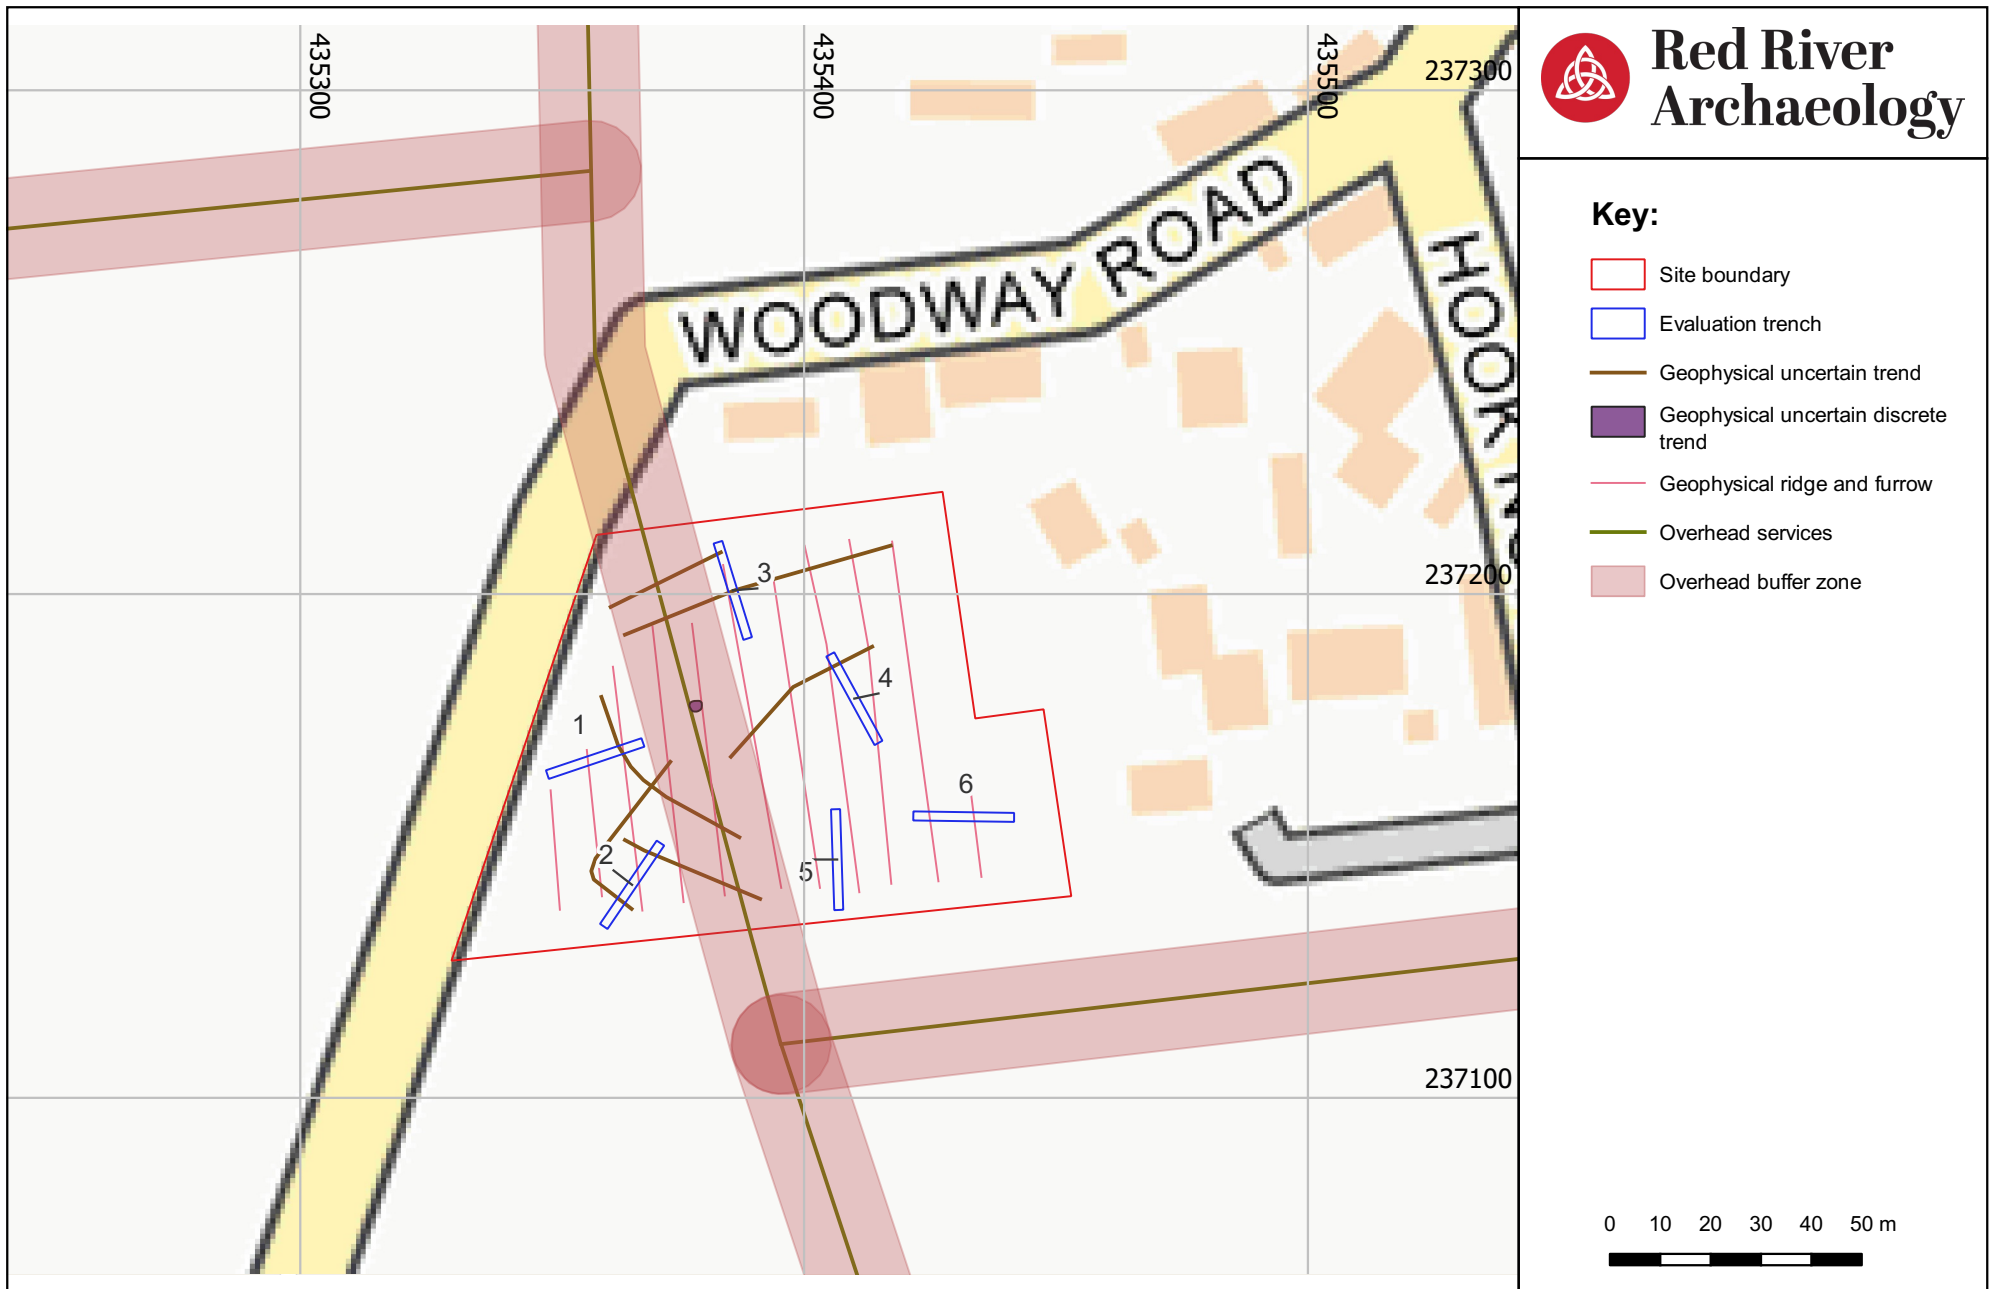 435300
435400
435500
237300
WOODWAY ROAD
HOOK N
237200
3
4
1
6
2
5
237100
Red River
Archaeology
Key:
Site boundary
Evaluation trench
Geophysical uncertain trend
Geophysical uncertain discrete
trend
Geophysical ridge and furrow
Overhead services
Overhead buffer zone
0 10 20 30 40 50 m